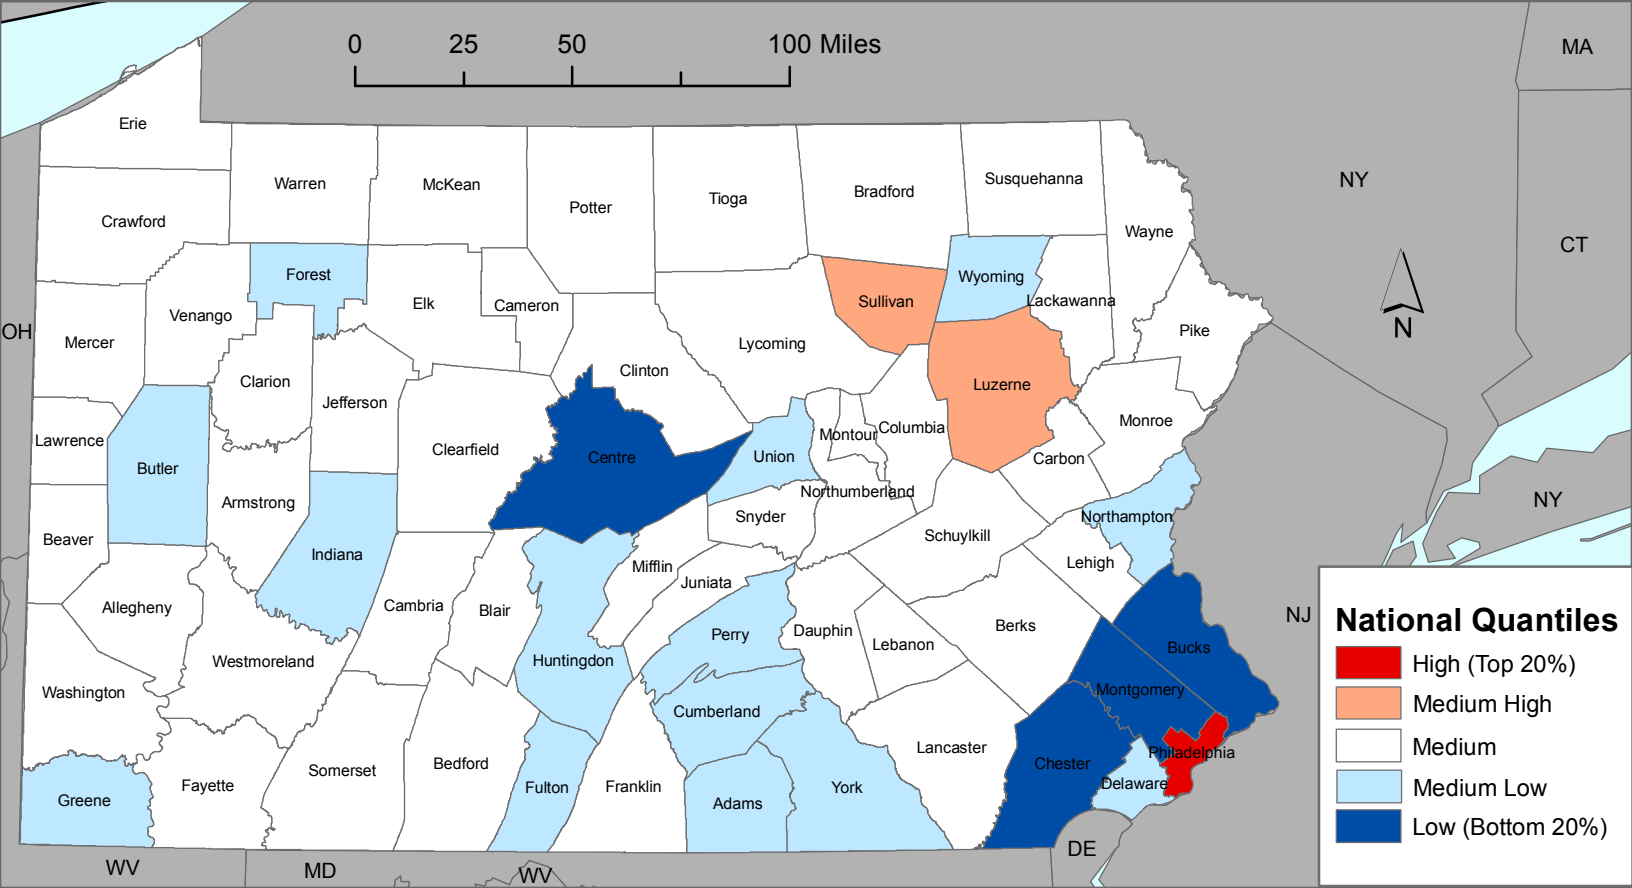 0 25 50 100 Miles
MA
Erie
NY
Susquehanna
Warren
McKean
Bradford
Tioga
Potter
Crawford
Wayne
CT
Forest
Wyoming
Sullivan
Lackawanna
Elk
Cameron
Venango
N
OH
Pike
Mercer
Lycoming
Clinton
Clarion
Luzerne
Jefferson
Monroe
Columbia
Montour
Lawrence
Clearfield
Centre
Union
Carbon
Butler
Northumberland
NY
Armstrong
Snyder
Northampton
Schuylkill
Beaver
Indiana
Lehigh
Mifflin
Juniata
Allegheny
Cambria
Blair
NJ
National Quantiles
Berks
Dauphin
Perry
Lebanon
Bucks
Westmoreland
Huntingdon
High (Top 20%)
Washington
Montgomery
Medium High
Cumberland
Lancaster
Medium
Philadelphia
Bedford
Chester
Somerset
Fayette
Fulton
Franklin
York
Delaware
Medium Low
Greene
Adams
Low (Bottom 20%)
DE
WV
MD
WV